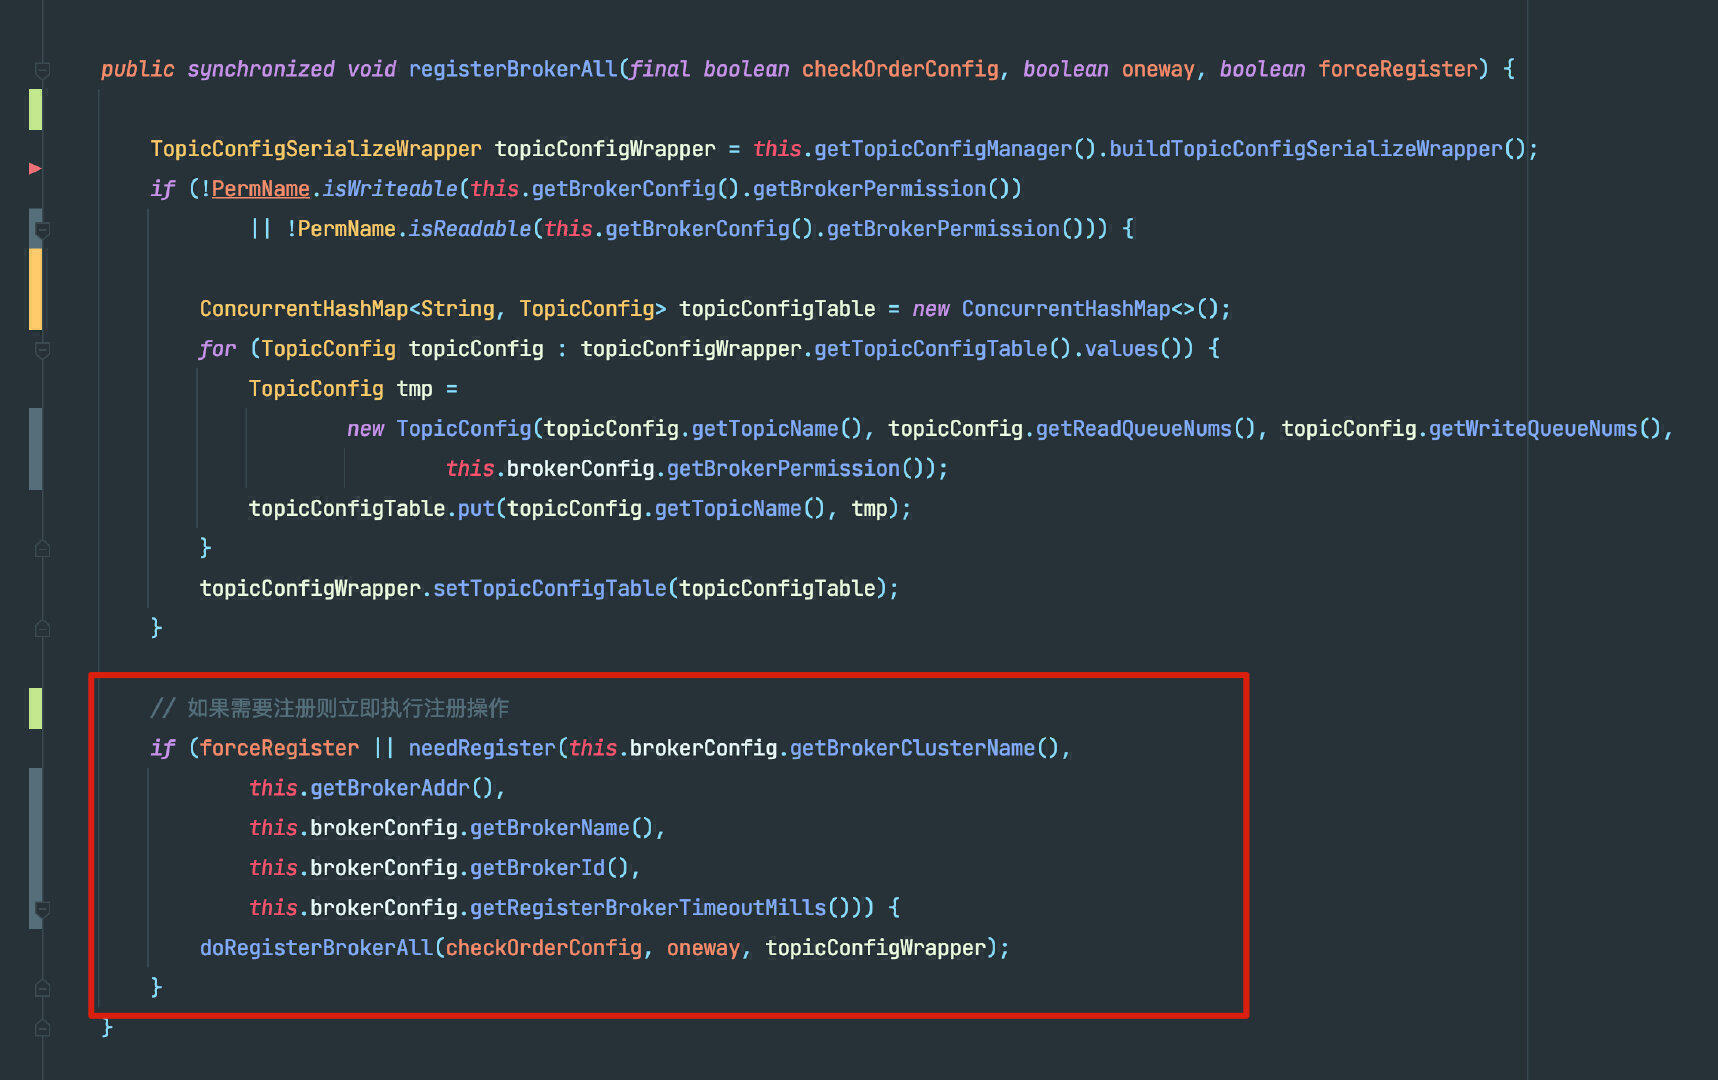 public synchronized void registerBrokerAll(final boolean checkOrderConfig, boolean oneway, boolean forceRegister) {
TopicConfigSerializeWrapper topicConfigWrapper = this.getTopicConfigManager().buildTopicConfigSerializeWrapper();
if (!PermName.isWriteable(this.getBrokerConfig().getBrokerPermission())
|| !PermName.isReadable(this.getBrokerConfig().getBrokerPermission())) {
ConcurrentHashMap<String, TopicConfig> topicConfigTable = new ConcurrentHashMap<>();
for (TopicConfig topicConfig : topicConfigWrapper.getTopicConfigTable().values()) {
TopicConfig tmp =
new TopicConfig(topicConfig.getTopicName(), topicConfig.getReadQueueNums(), topicConfig.getWriteQueueNums(),
this.brokerConfig.getBrokerPermission());
topicConfigTable.put(topicConfig.getTopicName(), tmp);
}
topicConfigWrapper.setTopicConfigTable(topicConfigTable);
}
// 如果需要注册则立即执行注册操作
if (forceRegister || needRegister(this.brokerConfig.getBrokerClusterName(),
this.getBrokerAddr(),
this.brokerConfig.getBrokerName(),
this.brokerConfig.getBrokerId(),
this.brokerConfig.getRegisterBrokerTimeoutMills())) {
doRegisterBrokerAll(checkOrderConfig, oneway, topicConfigWrapper);
}
}